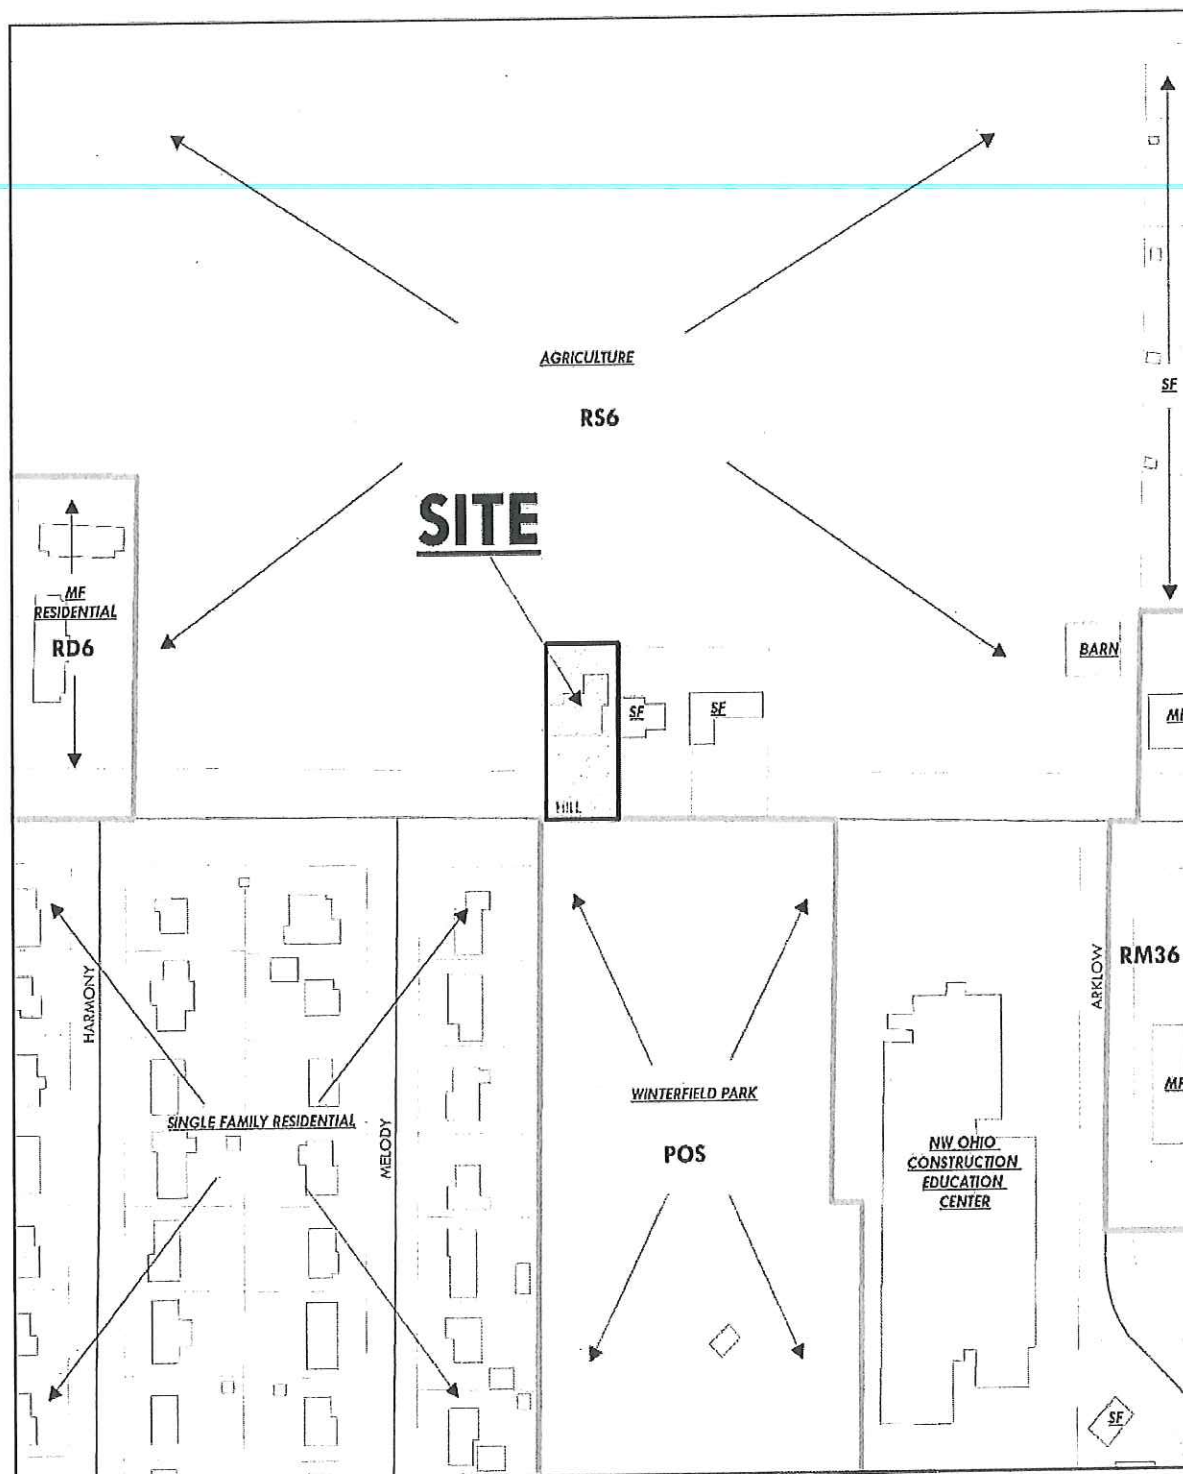 AGRICULTURE
RS6
SF
SITE
MF
RESIDENTIAL
RD6
BARN
SF
SF
HILL
HARMONY
MELODY
ARKLOW
RM36
SINGLE FAMILY RESIDENTIAL
WINTERFIELD PARK
POS
NW OHIO
CONSTRUCTION
EDUCATION
CENTER
SF